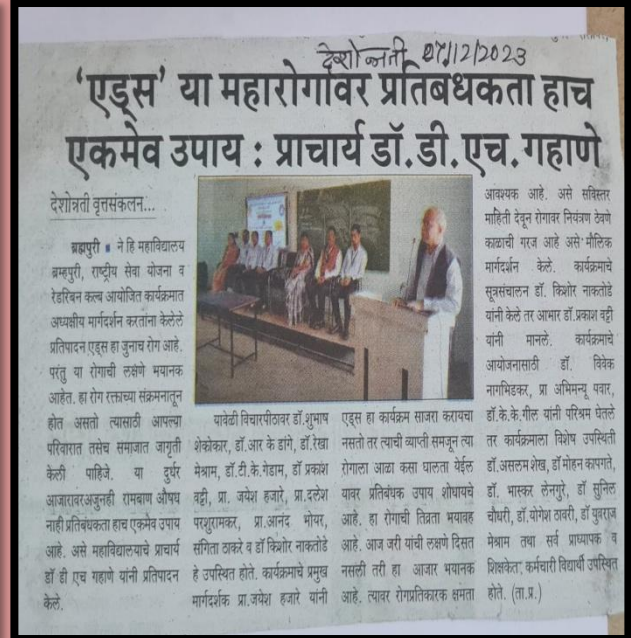 देशोन्नती 07/12/2023
‘एड्स’ या महारोगावर प्रतिबंधकता हाच
एकमेव उपाय : प्राचार्य डॉ.डी.एच.गहाणे
देशोन्नती वृत्तसंकलन...
ब्रह्मपुरी ■ ने हि महाविद्यालय
ब्रम्हपुरी, राष्ट्रीय सेवा योजना व
रेडरिबन कल्ब आयोजित कार्यक्रमात
अध्यक्षीय मार्गदर्शन करतांना केलेले
प्रतिपादन एड्स हा जुनाच रोग आहे.
परंतु या रोगाची लक्षणे भयानक
आहेत. हा रोग रक्ताच्या संक्रमनातून
होत असतो त्यासाठी आपल्या
परिवारात तसेच समाजात जागृती
केली पाहिजे. या दुर्धर
आजारावरअजुनही रामबाण औषध
नाही प्रतिबंधकता हाच एकमेव उपाय
आहे. असे महाविद्यालयाचे प्राचार्य
डॉ डी एच गहाणे यांनी प्रतिपादन
केले.
यावेळी विचारपीठावर डॉ.शुभाष
शेकोकार, डॉ.आर के डांगे, डॉ.रेखा
मेश्राम, डॉ.टी.के.गेडाम, डॉ प्रकाश
वट्टी, प्रा. जयेश हजारे, प्रा.दलेश
परशुरामकर, प्रा.आनंद भोयर,
संगिता ठाकरे व डॉ किशोर नाकतोडे
हे उपस्थित होते. कार्यक्रमाचे प्रमुख
मार्गदर्शक प्रा.जयेश हजारे यांनी
एड्स हा कार्यक्रम साजरा करायचा
नसतो तर त्याची व्याप्ती समजून त्या
रोगाला आळा कसा घालता येईल
यावर प्रतिबंधक उपाय शोधायचे
आहे. हा रोगाची तिव्रता भयावह
आहे. आज जरी यांची लक्षणे दिसत
नसली तरी हा आजार भयानक
आहे. त्यावर रोगप्रतिकारक क्षमता
आवश्यक आहे. असे सविस्तर
माहिती देवून रोगावर नियंत्रण ठेवणे
काळाची गरज आहे असे मौलिक
मार्गदर्शन केले. कार्यक्रमाचे
सूत्रसंचालन डॉ. किशोर नाकतोडे
यांनी केले तर आभार डॉ.प्रकाश वट्टी
यांनी मानले. कार्यक्रमाचे
आयोजनासाठी डॉ. विवेक
नागभिडकर, प्रा अभिमन्यू पवार,
डॉ.के.के.गील यांनी परिश्रम घेतले
तर कार्यक्रमाला विशेष उपस्थिती
डॉ.असलम शेख, डॉ मोहन कापगते,
डॉ. भास्कर लेनगुरे, डॉ सुनिल
चौधरी, डॉ.योगेश ठावरी, डॉ युवराज
मेश्राम तथा सर्व प्राध्यापक व
शिक्षकेत्तर, कर्मचारी विद्यार्थी उपस्थित
होते. (ता.प्र.)